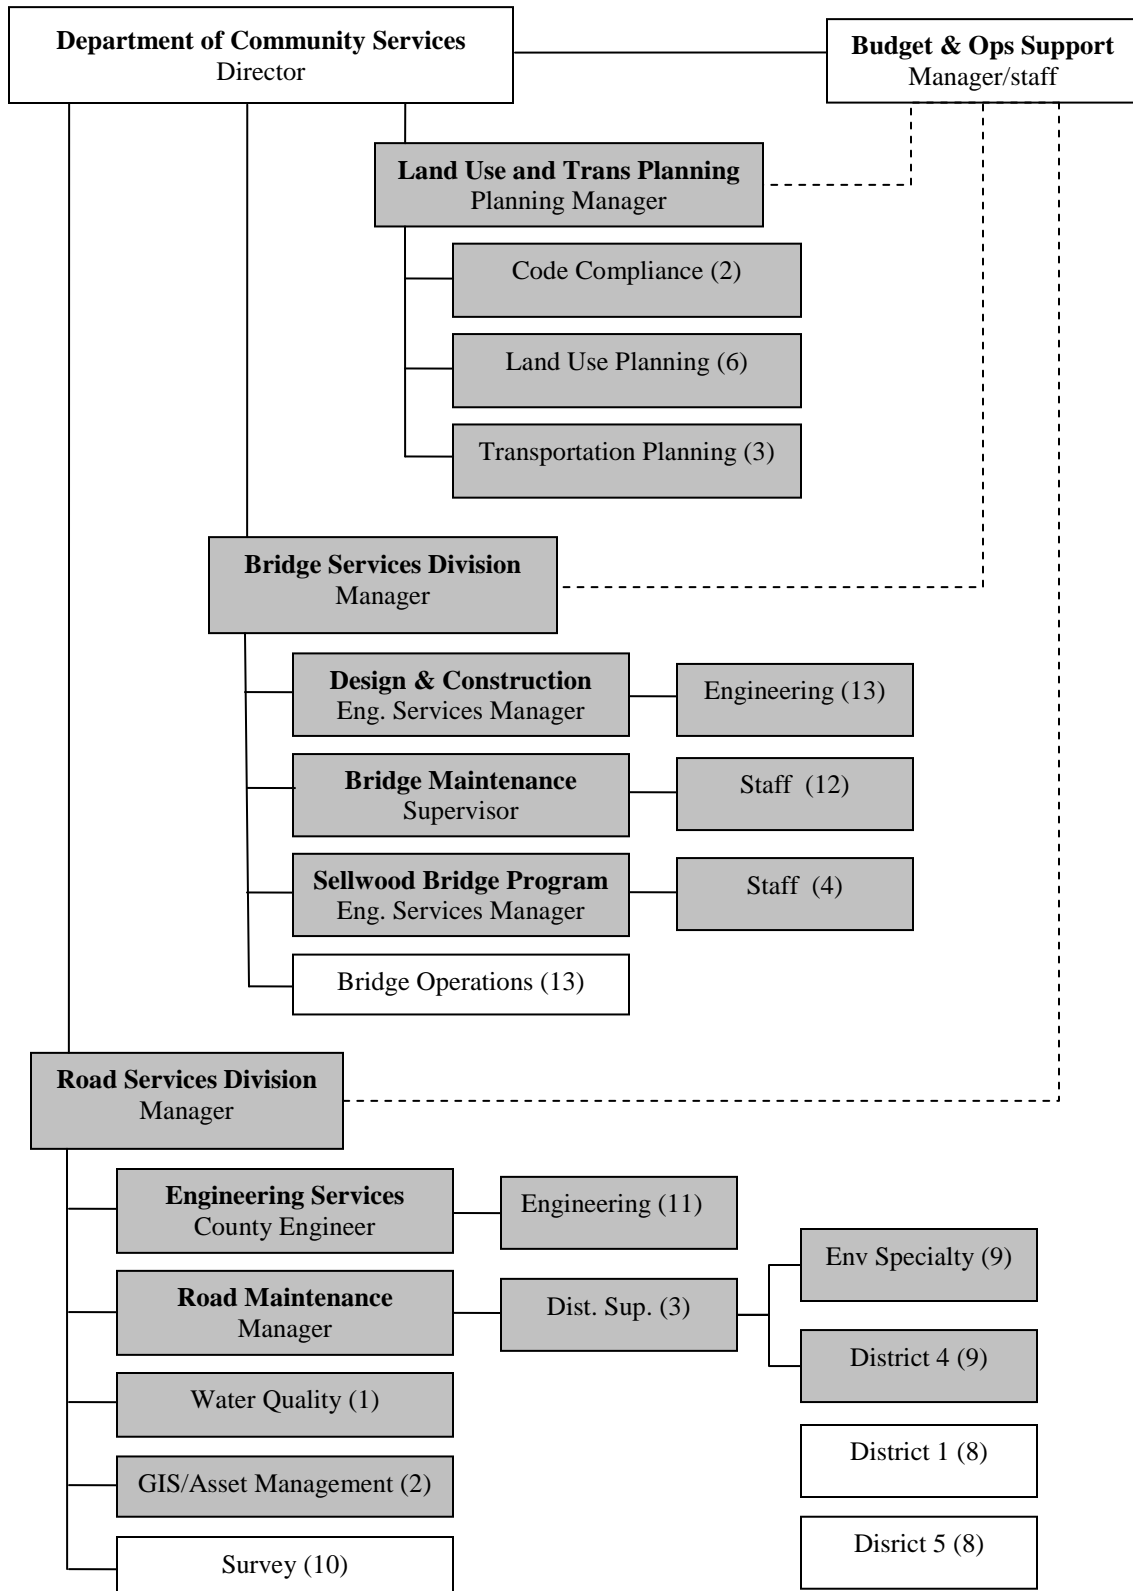 Department of Community Services
Director
Budget & Ops Support
Manager/staff
Land Use and Trans Planning
Planning Manager
Code Compliance (2)
Land Use Planning (6)
Transportation Planning (3)
Bridge Services Division
Manager
Design & Construction
Eng. Services Manager
Engineering (13)
Bridge Maintenance
Supervisor
Staff (12)
Sellwood Bridge Program
Eng. Services Manager
Staff (4)
Bridge Operations (13)
Road Services Division
Manager
Engineering Services
County Engineer
Engineering (11)
Env Specialty (9)
Road Maintenance
Manager
Dist. Sup. (3)
District 4 (9)
Water Quality (1)
District 1 (8)
GIS/Asset Management (2)
Disrict 5 (8)
Survey (10)